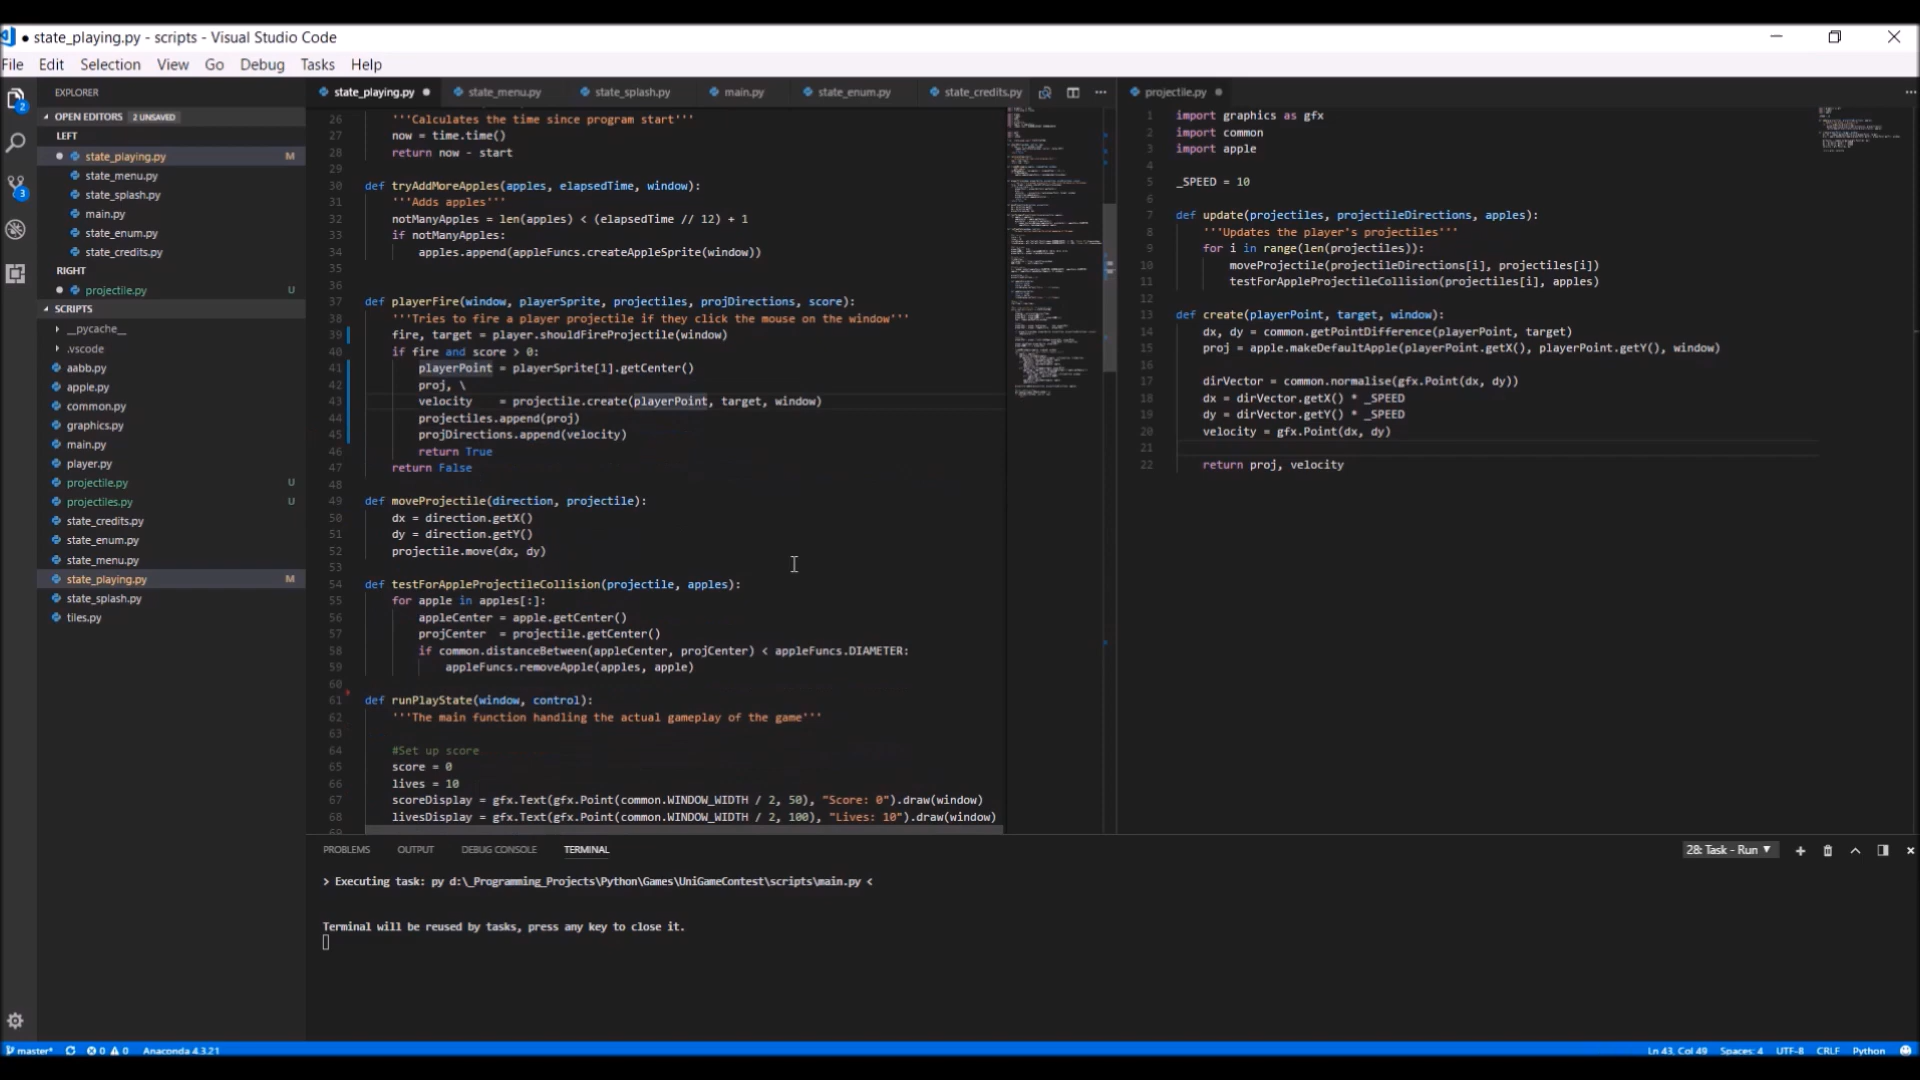 ● state_playing.py - scripts - Visual Studio Code
File Edit Selection View Go Debug Tasks Help
EXPLORER
OPEN EDITORS 2 UNSAVED
LEFT
state_playing.py M
state_menu.py
state_splash.py
main.py
state_enum.py
state_credits.py
RIGHT
projectile.py U
SCRIPTS
__pycache__
.vscode
aabb.py
apple.py
common.py
graphics.py
main.py
player.py
projectile.py U
projectiles.py U
state_credits.py
state_enum.py
state_menu.py
state_playing.py M
state_splash.py
tiles.py
state_playing.py ● state_menu.py state_splash.py main.py state_enum.py state_credits.py
26 '''Calculates the time since program start'''
27 now = time.time()
28 return now - start
29
30 def tryAddMoreApples(apples, elapsedTime, window):
31 '''Adds apples'''
32 notManyApples = len(apples) < (elapsedTime // 12) + 1
33 if notManyApples:
34 apples.append(appleFuncs.createAppleSprite(window))
35
36
37 def playerFire(window, playerSprite, projectiles, projDirections, score):
38 '''Tries to fire a player projectile if they click the mouse on the window'''
39 fire, target = player.shouldFireProjectile(window)
40 if fire and score > 0:
41 playerPoint = playerSprite[1].getCenter()
42 proj, \
43 velocity = projectile.create(playerPoint, target, window)
44 projectiles.append(proj)
45 projDirections.append(velocity)
46 return True
47 return False
48
49 def moveProjectile(direction, projectile):
50 dx = direction.getX()
51 dy = direction.getY()
52 projectile.move(dx, dy)
53
54 def testForAppleProjectileCollision(projectile, apples):
55 for apple in apples[:]:
56 appleCenter = apple.getCenter()
57 projCenter = projectile.getCenter()
58 if common.distanceBetween(appleCenter, projCenter) < appleFuncs.DIAMETER:
59 appleFuncs.removeApple(apples, apple)
60
61 def runPlayState(window, control):
62 '''The main function handling the actual gameplay of the game'''
63
64 #Set up score
65 score = 0
66 lives = 10
67 scoreDisplay = gfx.Text(gfx.Point(common.WINDOW_WIDTH / 2, 50), "Score: 0").draw(window)
68 livesDisplay = gfx.Text(gfx.Point(common.WINDOW_WIDTH / 2, 100), "Lives: 10").draw(window)
69
projectile.py ●
1 import graphics as gfx
2 import common
3 import apple
4
5 _SPEED = 10
6
7 def update(projectiles, projectileDirections, apples):
8 '''Updates the player's projectiles'''
9 for i in range(len(projectiles)):
10 moveProjectile(projectileDirections[i], projectiles[i])
11 testForAppleProjectileCollision(projectiles[i], apples)
12
13 def create(playerPoint, target, window):
14 dx, dy = common.getPointDifference(playerPoint, target)
15 proj = apple.makeDefaultApple(playerPoint.getX(), playerPoint.getY(), window)
16
17 dirVector = common.normalise(gfx.Point(dx, dy))
18 dx = dirVector.getX() * _SPEED
19 dy = dirVector.getY() * _SPEED
20 velocity = gfx.Point(dx, dy)
21
22 return proj, velocity
PROBLEMS OUTPUT DEBUG CONSOLE TERMINAL 28: Task - Run
> Executing task: py d:\_Programming_Projects\Python\Games\UniGameContest\scripts\main.py <
Terminal will be reused by tasks, press any key to close it.
master* 0 0 Anaconda 4.3.21 Ln 43, Col 49 Spaces: 4 UTF-8 CRLF Python